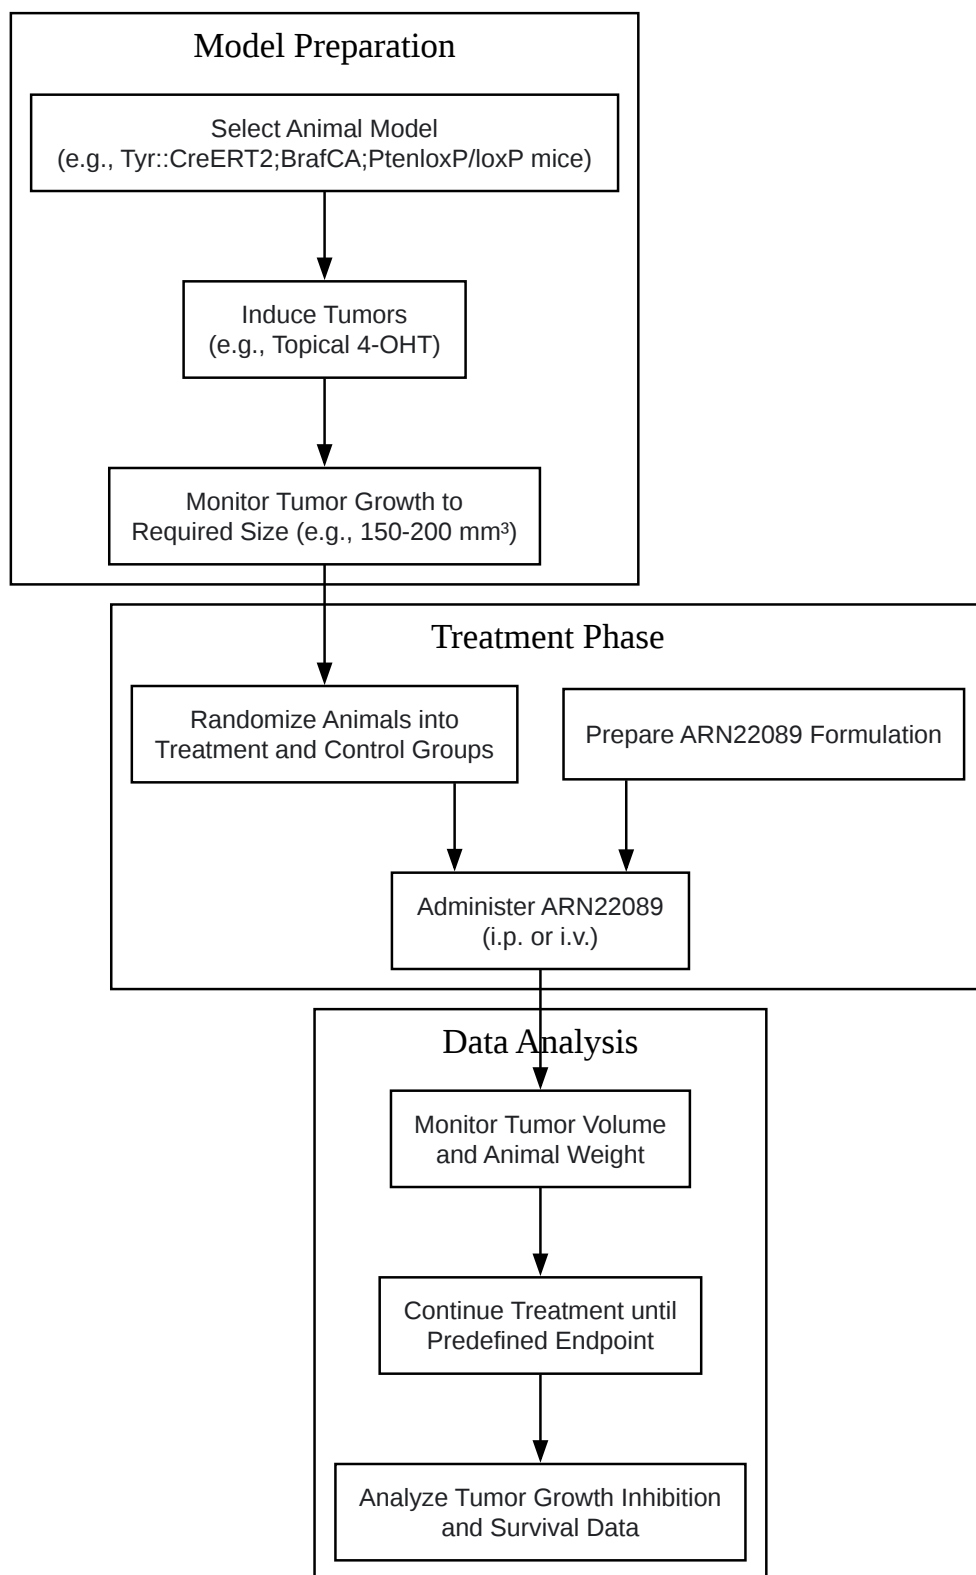 Model Preparation
Select Animal Model
(e.g., Tyr::CreERT2;BrafCA;PtenloxP/loxP mice)
Induce Tumors
(e.g., Topical 4-OHT)
Monitor Tumor Growth to
Required Size (e.g., 150-200 mm³)
Treatment Phase
Randomize Animals into
Treatment and Control Groups
Prepare ARN22089 Formulation
Administer ARN22089
(i.p. or i.v.)
Data Analysis
Monitor Tumor Volume
and Animal Weight
Continue Treatment until
Predefined Endpoint
Analyze Tumor Growth Inhibition
and Survival Data